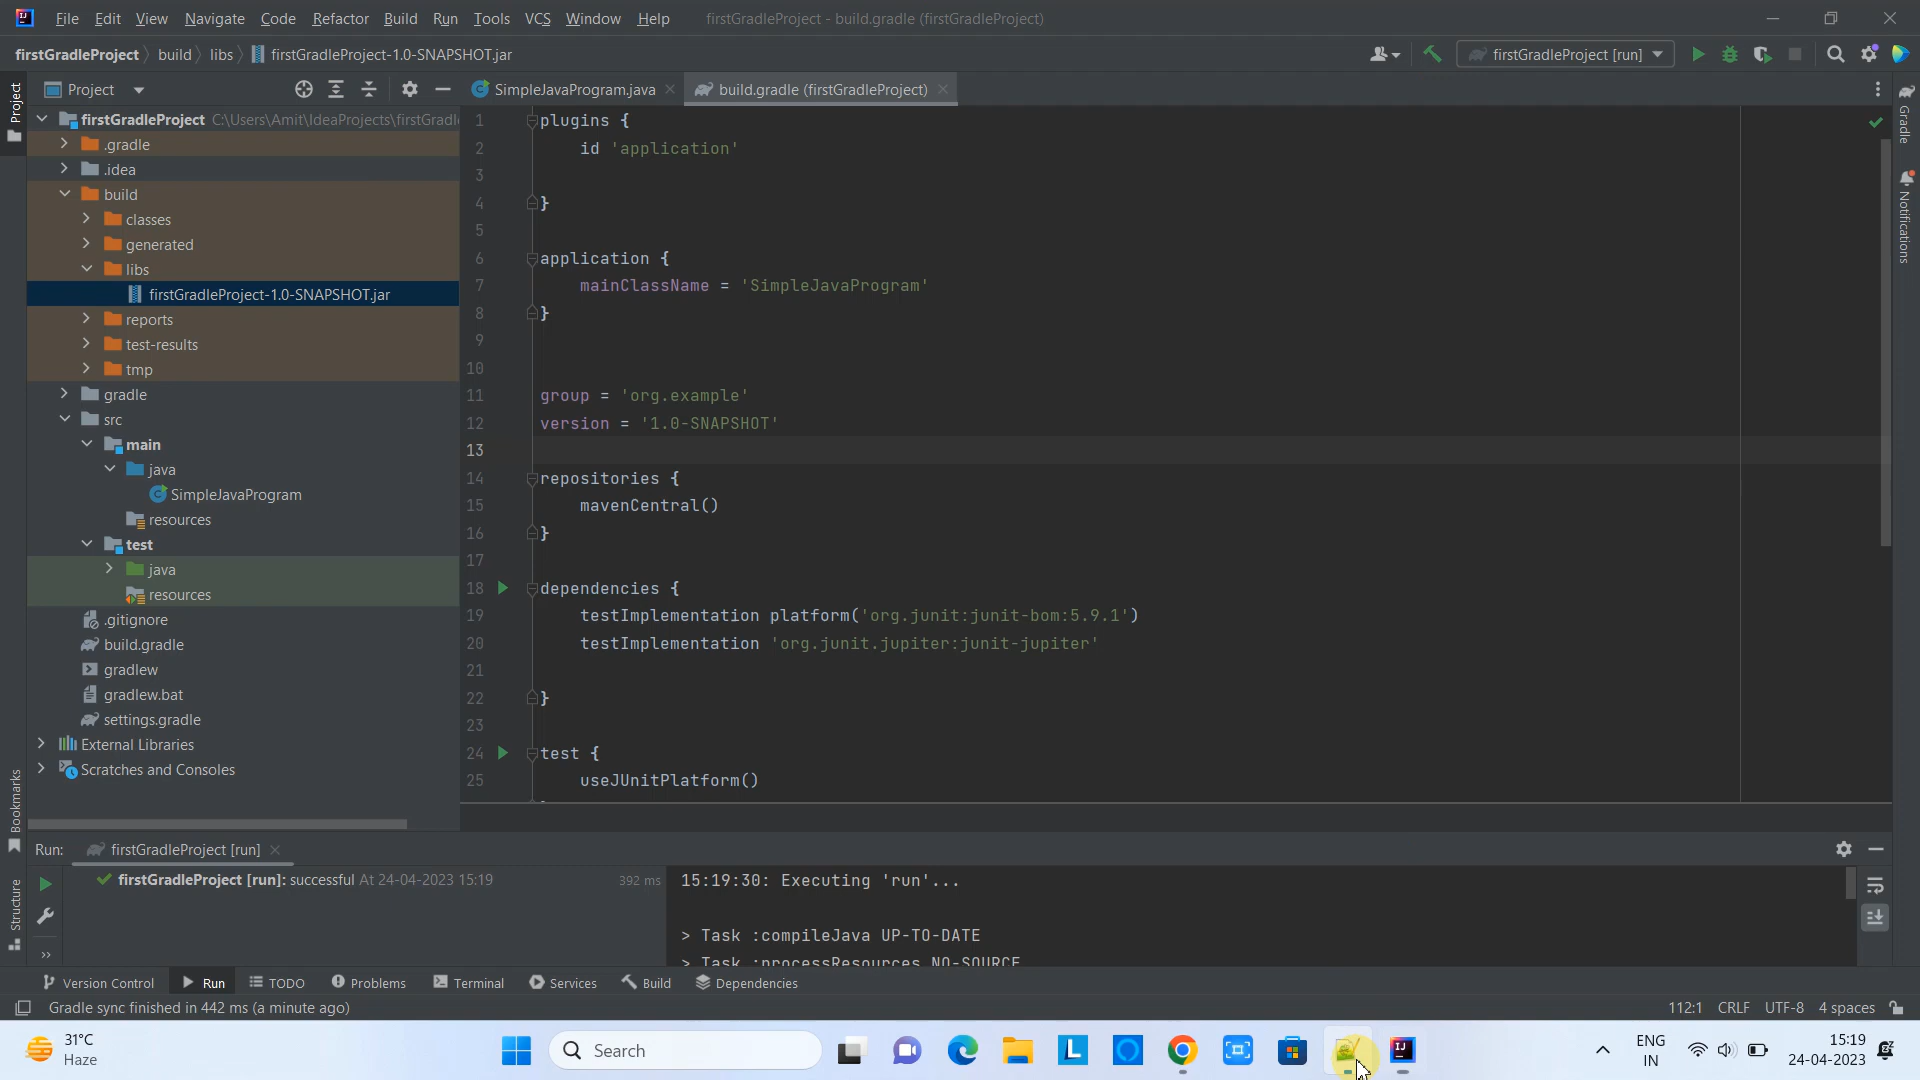 File Edit View Navigate Code Refactor Build Run Tools VCS Window Help firstGradleProject - build.gradle (firstGradleProject)
firstGradleProject build libs firstGradleProject-1.0-SNAPSHOT.jar firstGradleProject [run]
Project Project SimpleJavaProgram.java build.gradle (firstGradleProject)
firstGradleProject C:\Users\Amit\IdeaProjects\firstGradle
.gradle
.idea
build
classes
generated
libs
firstGradleProject-1.0-SNAPSHOT.jar
reports
test-results
tmp
gradle
src
main
java
SimpleJavaProgram
resources
test
java
resources
.gitignore
build.gradle
gradlew
gradlew.bat
settings.gradle
External Libraries
Scratches and Consoles
1 plugins {
2 id 'application'
3
4 }
5
6 application {
7 mainClassName = 'SimpleJavaProgram'
8 }
9
10
11 group = 'org.example'
12 version = '1.0-SNAPSHOT'
13
14 repositories {
15 mavenCentral()
16 }
17
18 dependencies {
19 testImplementation platform('org.junit:junit-bom:5.9.1')
20 testImplementation 'org.junit.jupiter:junit-jupiter'
21
22 }
23
24 test {
25 useJUnitPlatform()
Gradle
Notifications
Bookmarks
Structure
Run: firstGradleProject [run]
firstGradleProject [run]: successful At 24-04-2023 15:19 392 ms
15:19:30: Executing 'run'...
> Task :compileJava UP-TO-DATE
> Task :processResources NO-SOURCE
Version Control Run TODO Problems Terminal Services Build Dependencies
Gradle sync finished in 442 ms (a minute ago) 112:1 CRLF UTF-8 4 spaces
31°C
Haze
Search
ENG
IN
15:19
24-04-2023